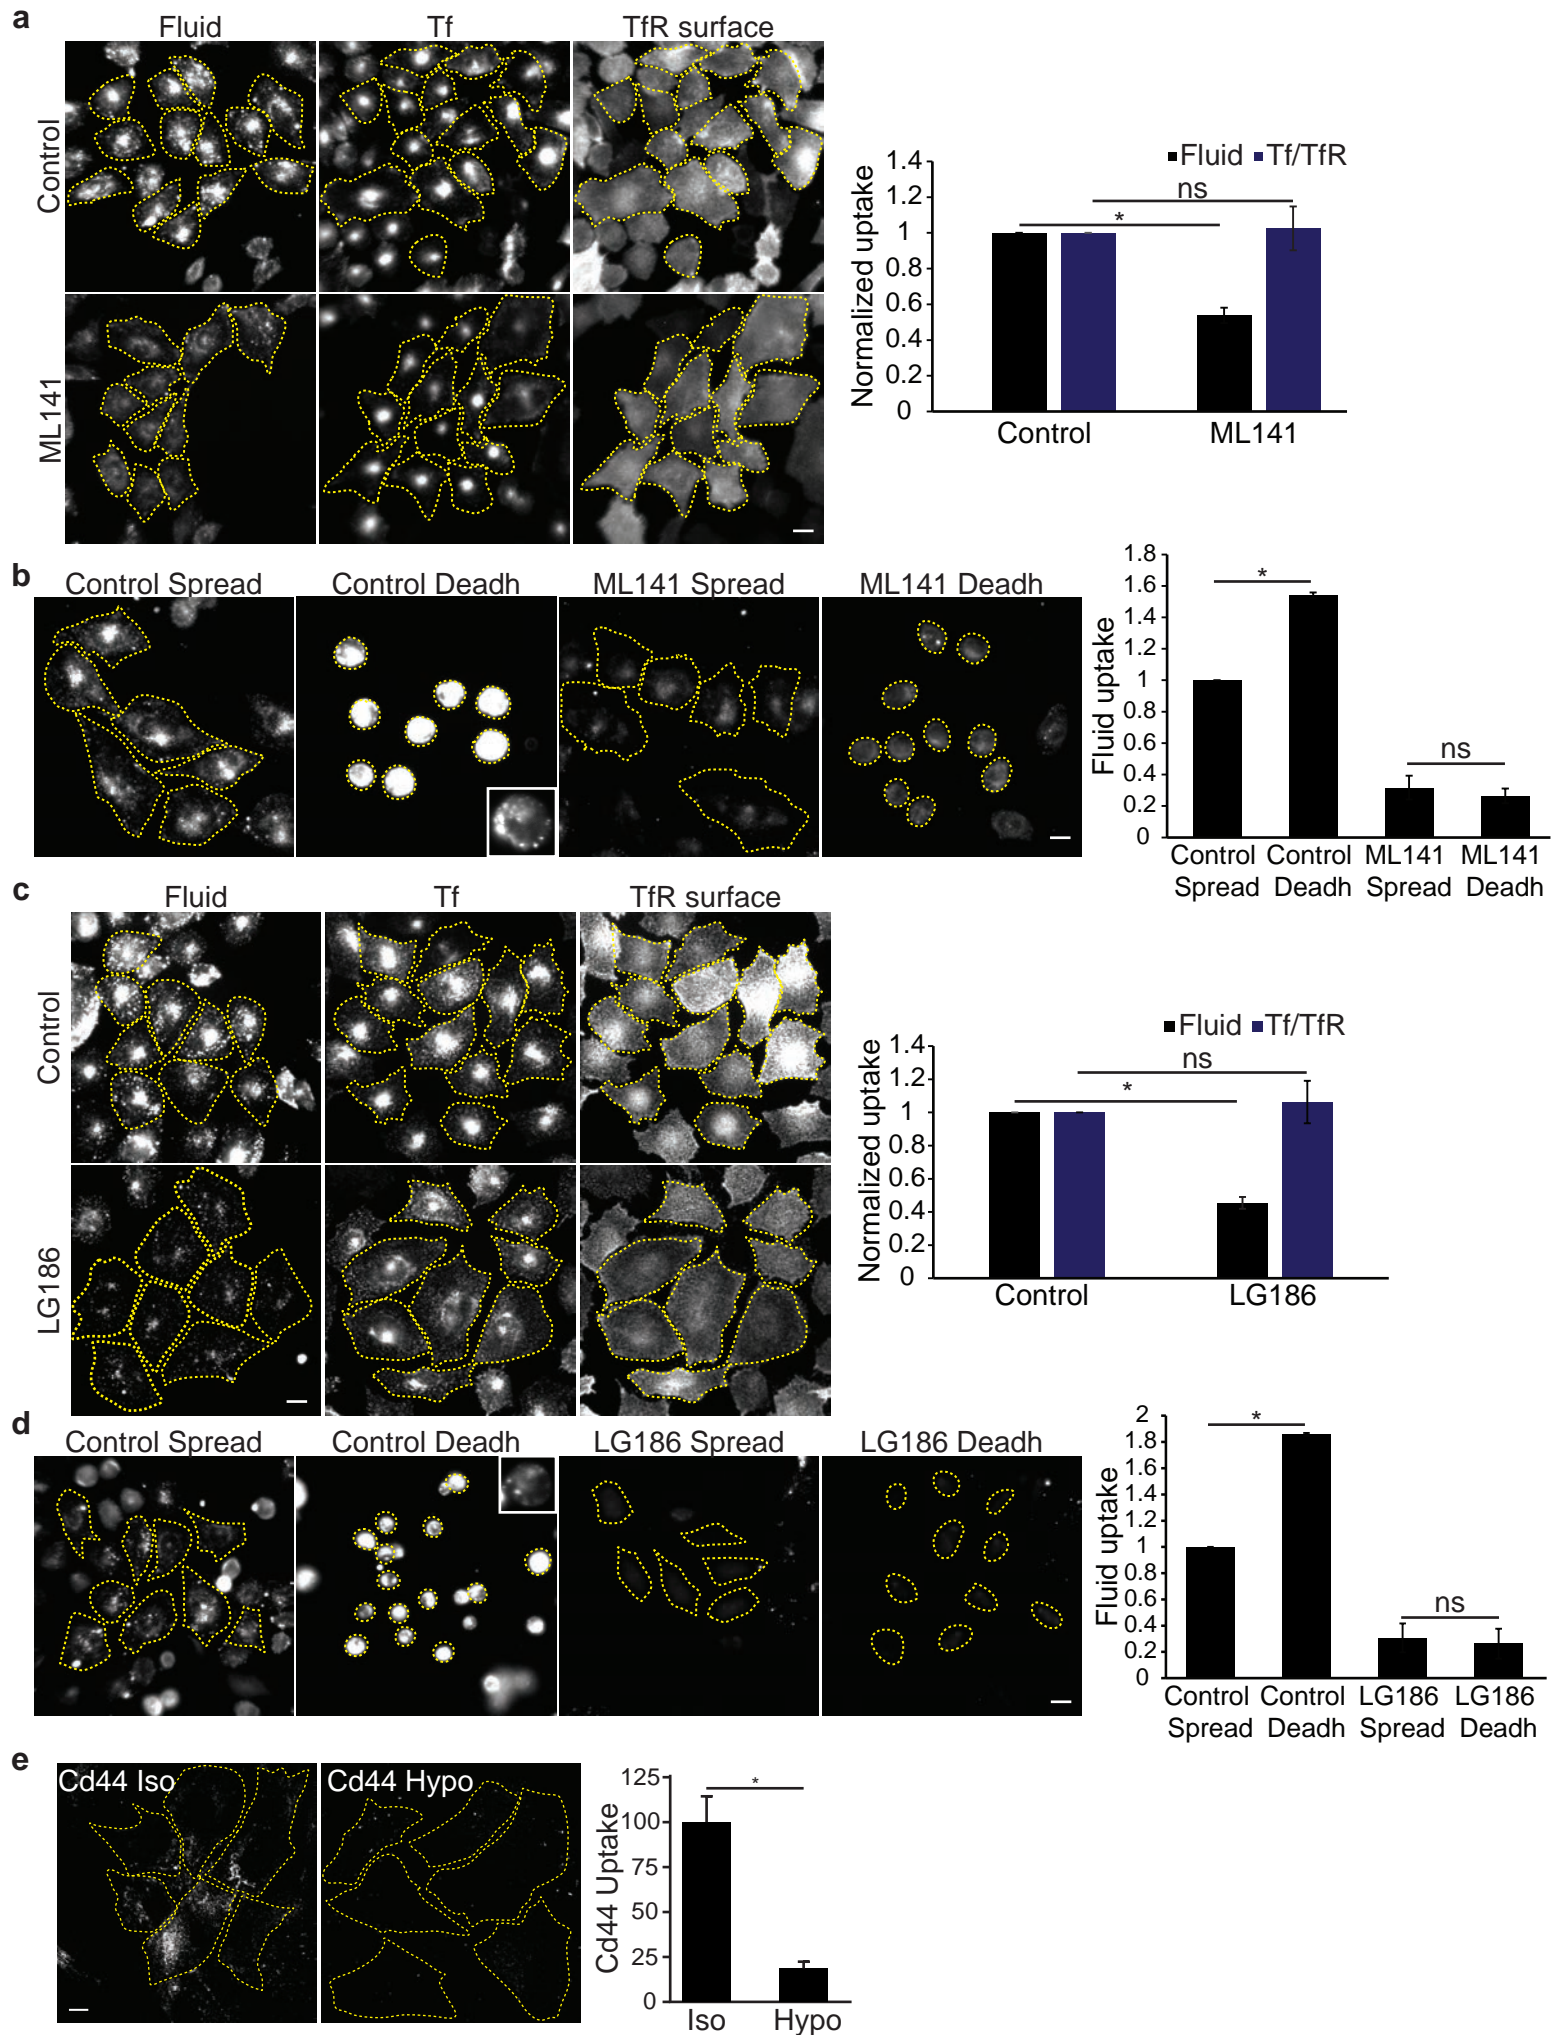 a
Fluid Tf TfR surface
Control
ML141
Fluid Tf/TfR
Normalized uptake
1.4
1.2
1
0.8
0.6
0.4
0.2
0
ns
*
Control ML141
b
Control Spread Control Deadh ML141 Spread ML141 Deadh
Fluid uptake
1.8
1.6
1.4
1.2
1
0.8
0.6
0.4
0.2
0
*
ns
Control Control ML141 ML141
Spread Deadh Spread Deadh
c
Fluid Tf TfR surface
Control
LG186
Fluid Tf/TfR
Normalized uptake
1.4
1.2
1
0.8
0.6
0.4
0.2
0
ns
*
Control LG186
d
Control Spread Control Deadh LG186 Spread LG186 Deadh
Fluid uptake
2
1.8
1.6
1.4
1.2
1
0.8
0.6
0.4
0.2
0
*
ns
Control Control LG186 LG186
Spread Deadh Spread Deadh
e
Cd44 Iso Cd44 Hypo
Cd44 Uptake
125
100
75
50
25
0
*
Iso Hypo